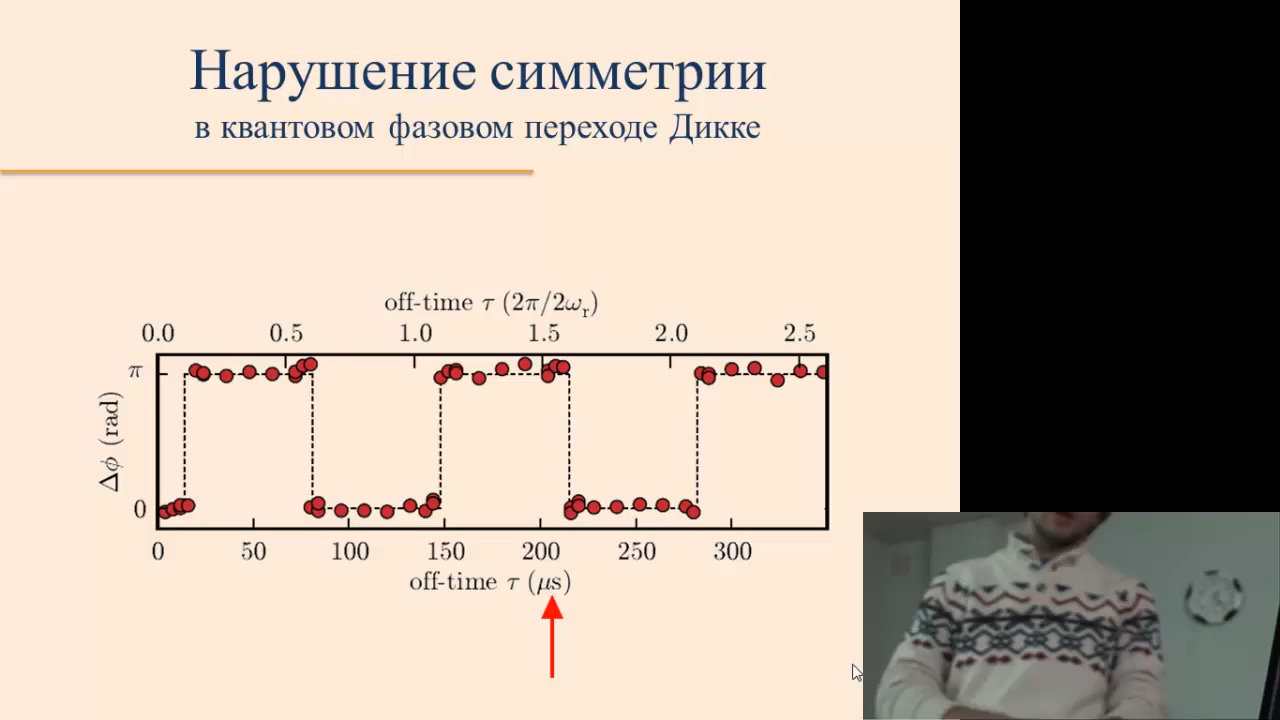 Нарушение симметрии
в квантовом фазовом переходе Дикке
off-time τ (2π/2ωr)
0.0 0.5 1.0 1.5 2.0 2.5
π
Δϕ (rad)
0
0 50 100 150 200 250 300
off-time τ (μs)